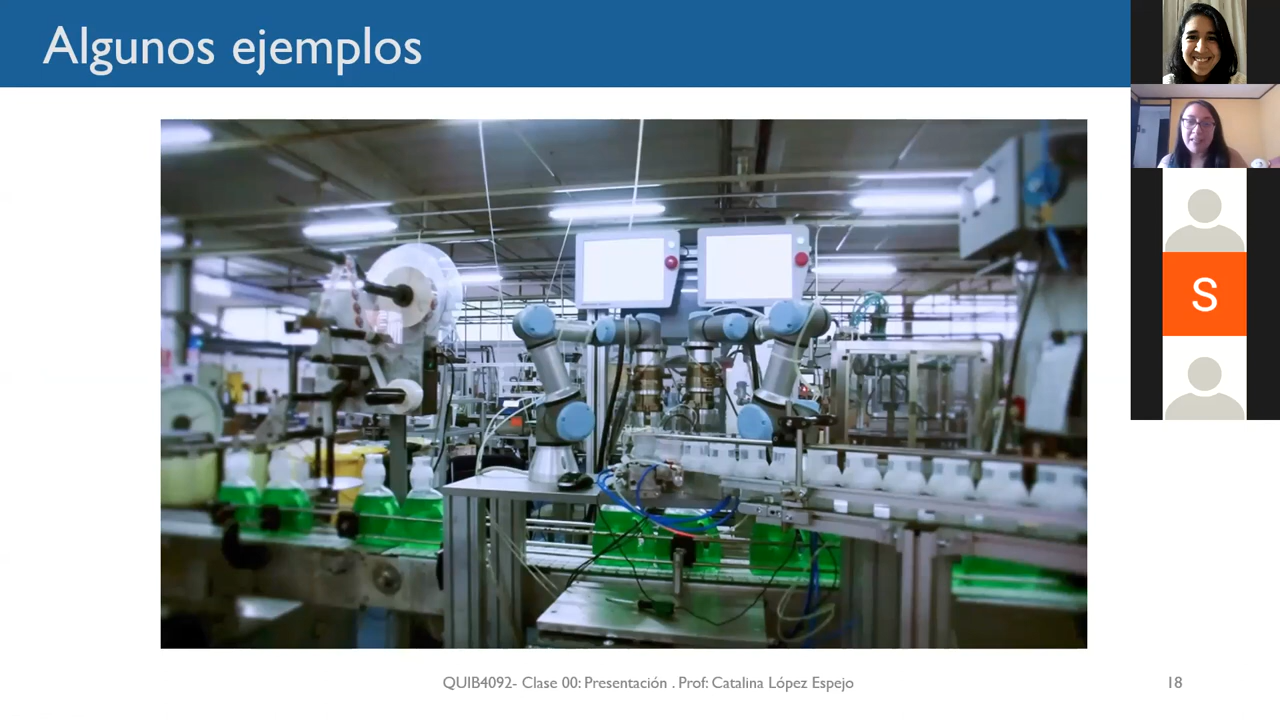 Algunos ejemplos
S
QUIB4092- Clase 00: Presentación . Prof: Catalina López Espejo
18